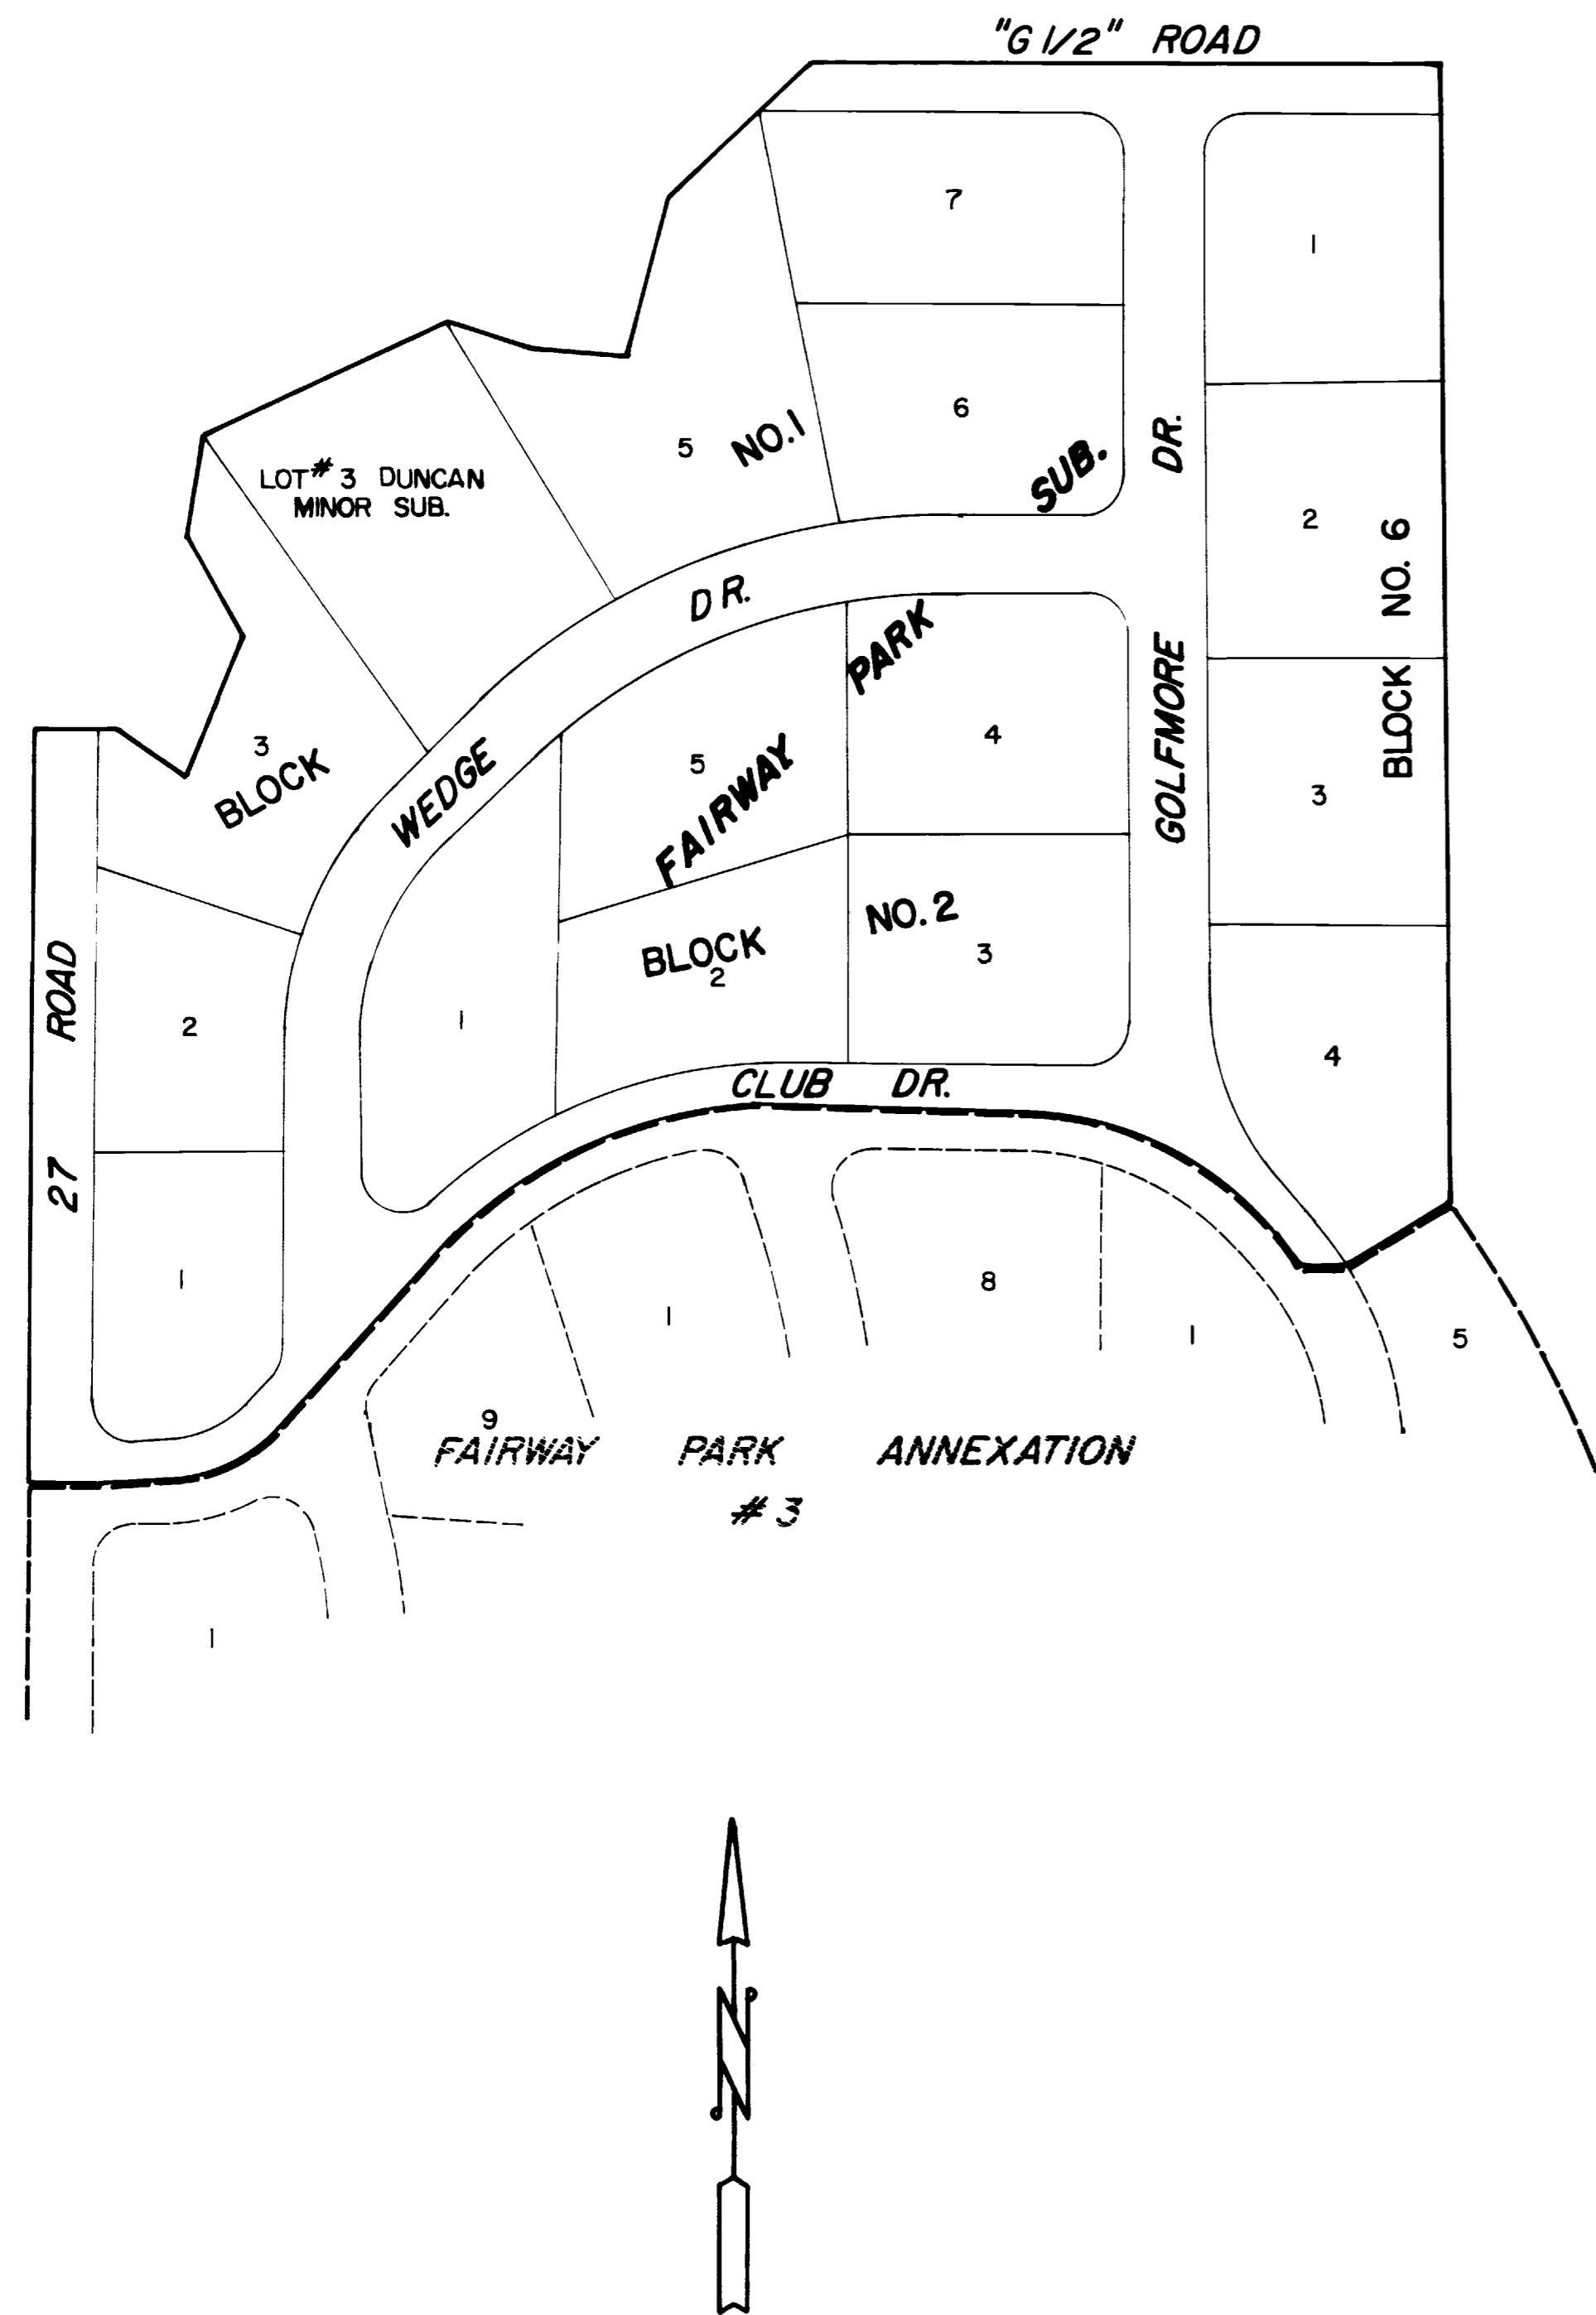 "G 1/2" ROAD
7
1
6
5
NO. 1
SUB.
DR.
LOT # 3 DUNCAN
MINOR SUB.
2
BLOCK NO. 6
DR.
PARK
GOLFMORE
4
5
FAIRWAY
3
WEDGE
3
BLOCK
NO. 2
BLOCK
2
3
27 ROAD
2
1
4
CLUB DR.
1
8
1
1
5
9
FAIRWAY PARK ANNEXATION
# 3
1
N